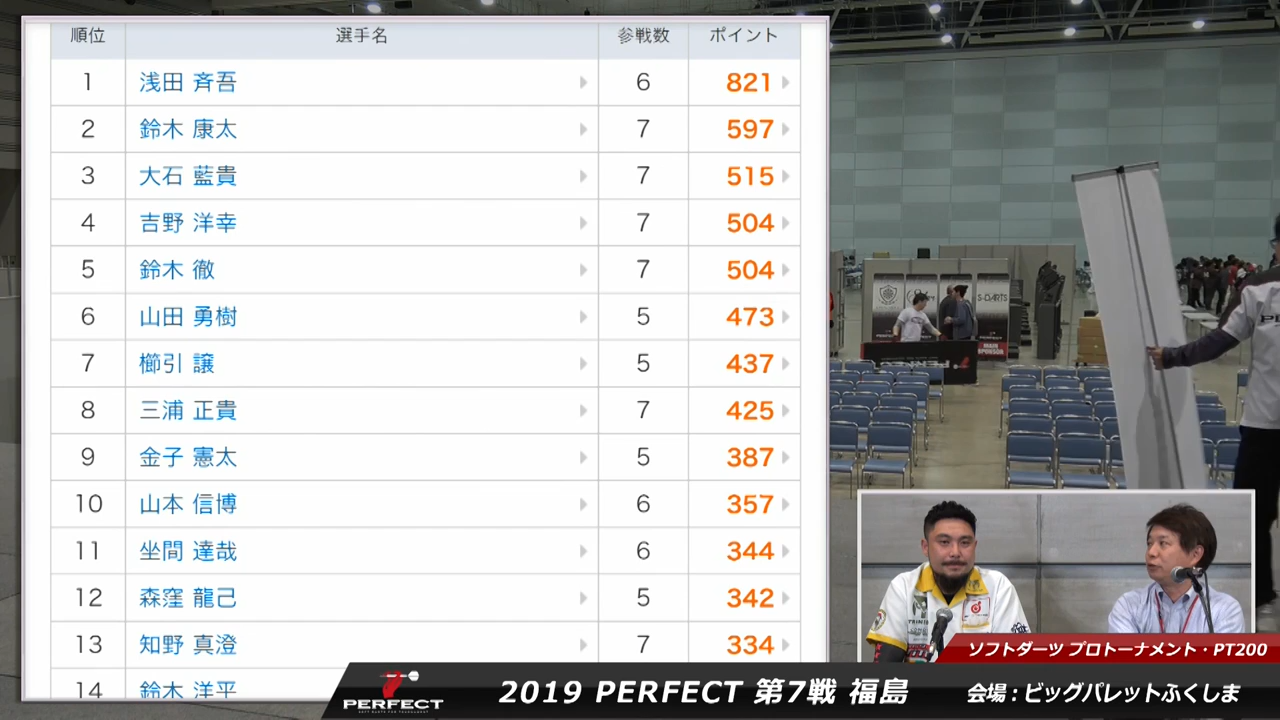 順位 選手名 参戦数 ポイント
1 浅田 斉吾 6 821
2 鈴木 康太 7 597
3 大石 藍貴 7 515
4 吉野 洋幸 7 504
5 鈴木 徹 7 504
6 山田 勇樹 5 473
7 櫛引 譲 5 437
8 三浦 正貴 7 425
9 金子 憲太 5 387
10 山本 信博 6 357
11 坐間 達哉 6 344
12 森窪 龍己 5 342
13 知野 真澄 7 334
14 鈴木 洋平
S-DARTS
MAIN
SPONSOR
ソフトダーツ プロトーナメント・PT200
PERFECT
2019 PERFECT 第7戦 福島
会場：ビッグパレットふくしま